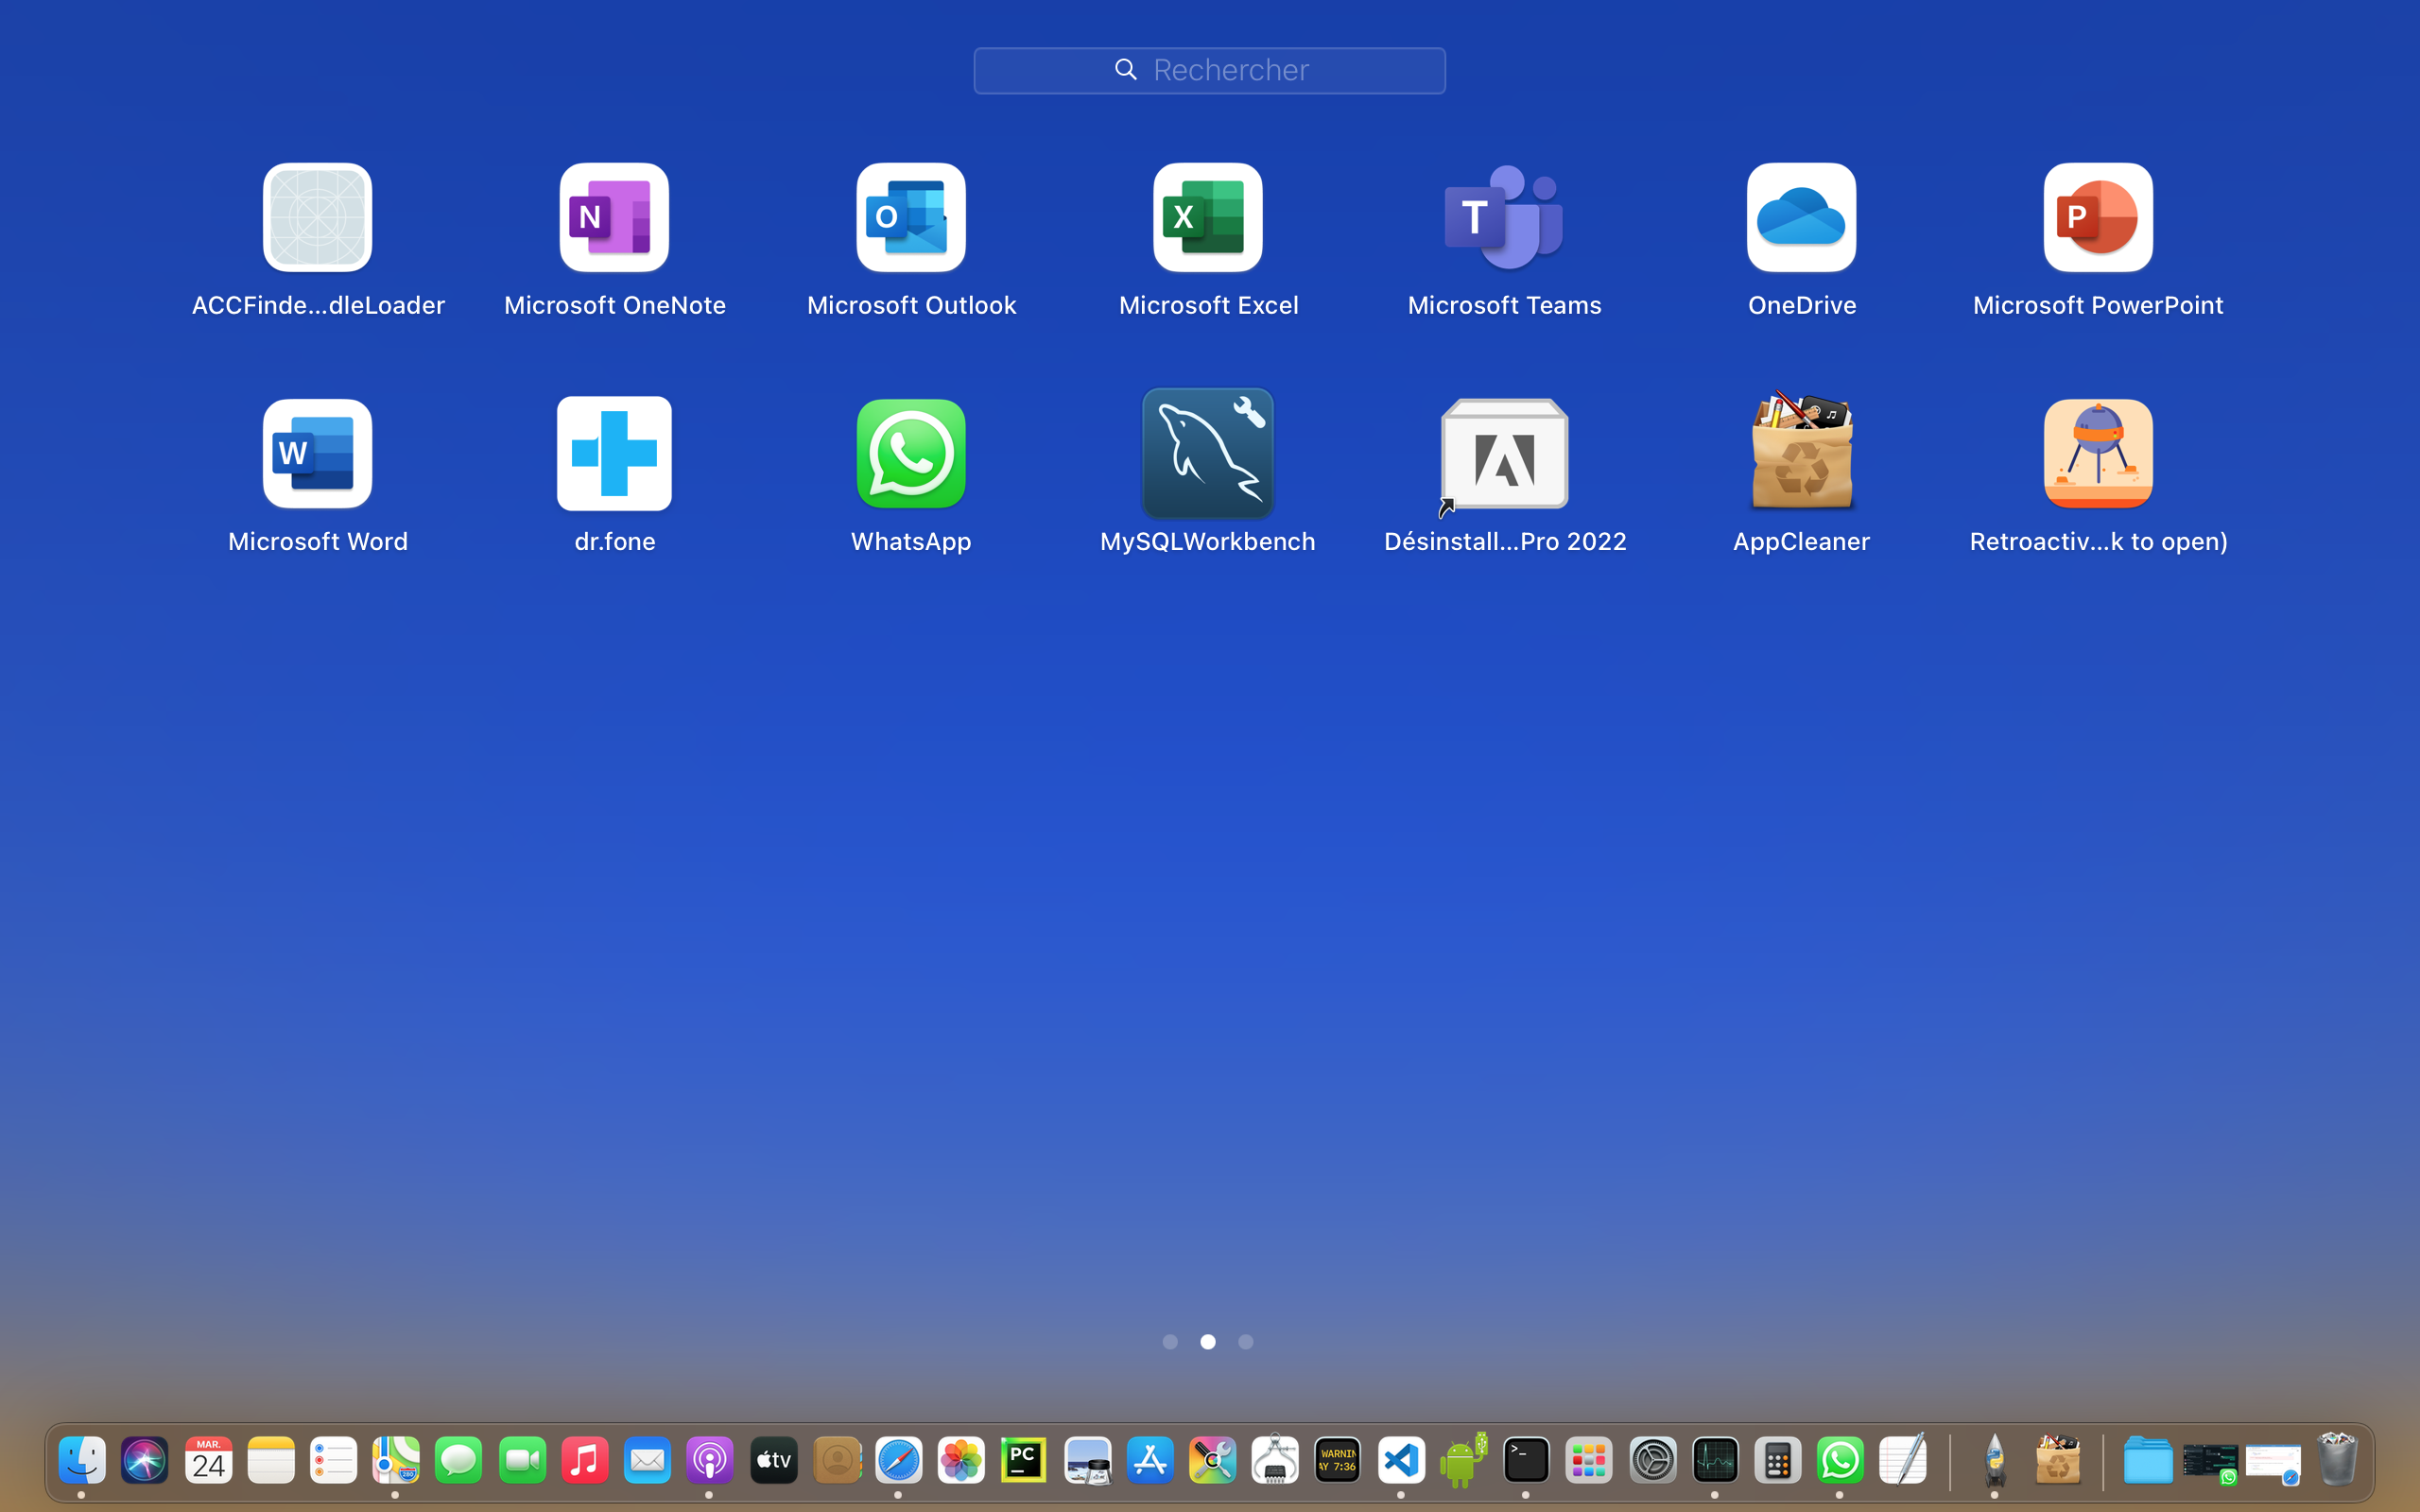 Rechercher
N
O
X
T
P
ACCFinde...dleLoader
Microsoft OneNote
Microsoft Outlook
Microsoft Excel
Microsoft Teams
OneDrive
Microsoft PowerPoint
W
Microsoft Word
dr.fone
WhatsApp
MySQLWorkbench
Désinstall...Pro 2022
AppCleaner
Retroactiv...k to open)
MAR.
24
tv
PC
WARNIN
AY 7:36
>_
280